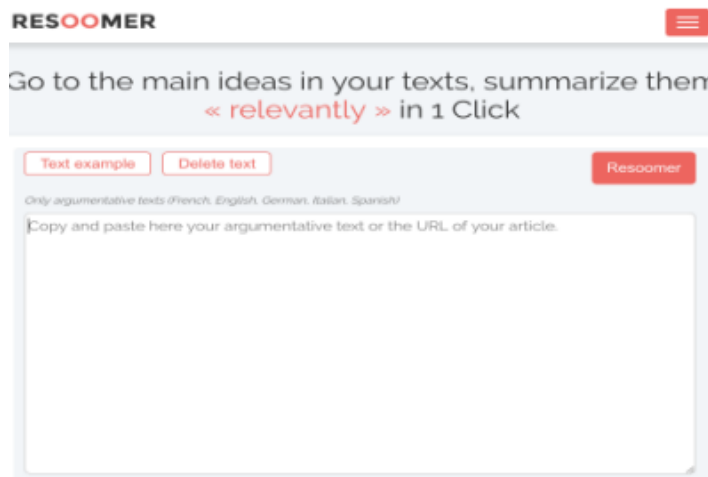 RESOOMER
Go to the main ideas in your texts, summarize them
« relevantly » in 1 Click
Text example Delete text
Resoomer
Only argumentative texts (French, English, German, Italian, Spanish)
Copy and paste here your argumentative text or the URL of your article.